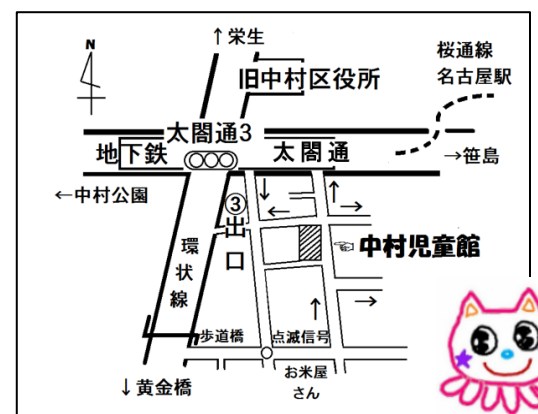 N
↑栄生
桜通線
名古屋駅
旧中村区役所
太閤通3
地下鉄
太閤通
→笹島
←中村公園
③出口
環状線
中村児童館
歩道橋
点滅信号
お米屋
さん
↓黄金橋